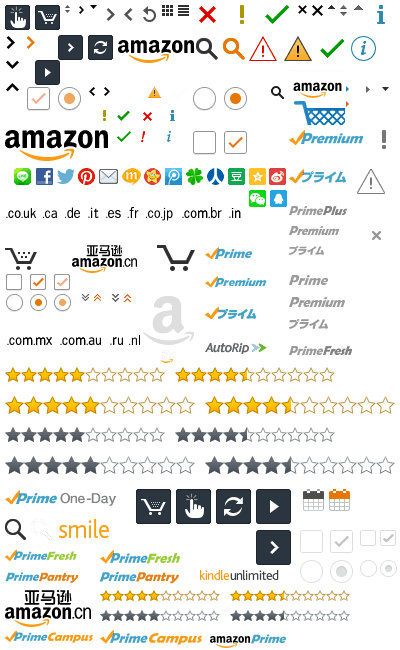 amazon
amazon
amazon
Premium
プライム
.co.uk .ca .de .it .es .fr .co.jp .com.br .in
PrimePlus
Premium
プライム
亚马逊
amazon.cn
Prime
Premium
プライム
Prime
Premium
プライム
a
.com.mx .com.au .ru .nl
AutoRip
PrimeFresh
Prime One-Day
smile
PrimeFresh
PrimeFresh
PrimePantry
PrimePantry
kindleunlimited
亚马逊
amazon.cn
PrimeCampus
PrimeCampus
amazonPrime